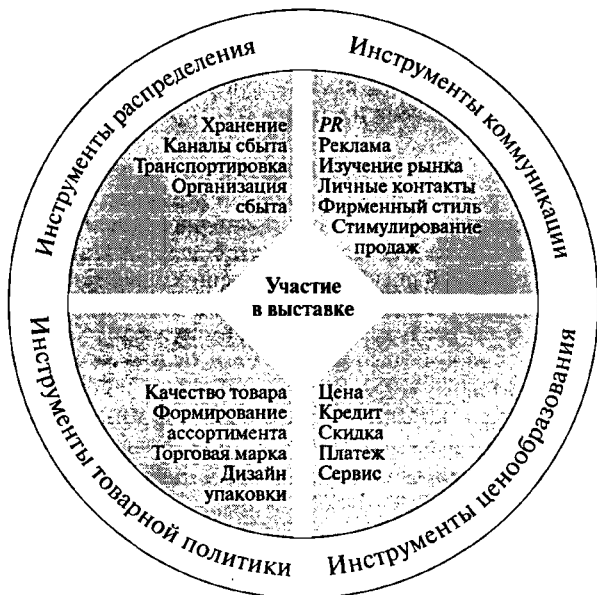 Инструменты распределения
Инструменты коммуникации
Хранение
Каналы сбыта
Транспортировка
Организация
сбыта
PR
Реклама
Изучение рынка
Личные контакты
Фирменный стиль
Стимулирование
продаж
Участие
в выставке
Качество товара
Формирование
ассортимента
Торговая марка
Дизайн
упаковки
Цена
Кредит
Скидка
Платеж
Сервис
Инструменты товарной политики
Инструменты ценообразования